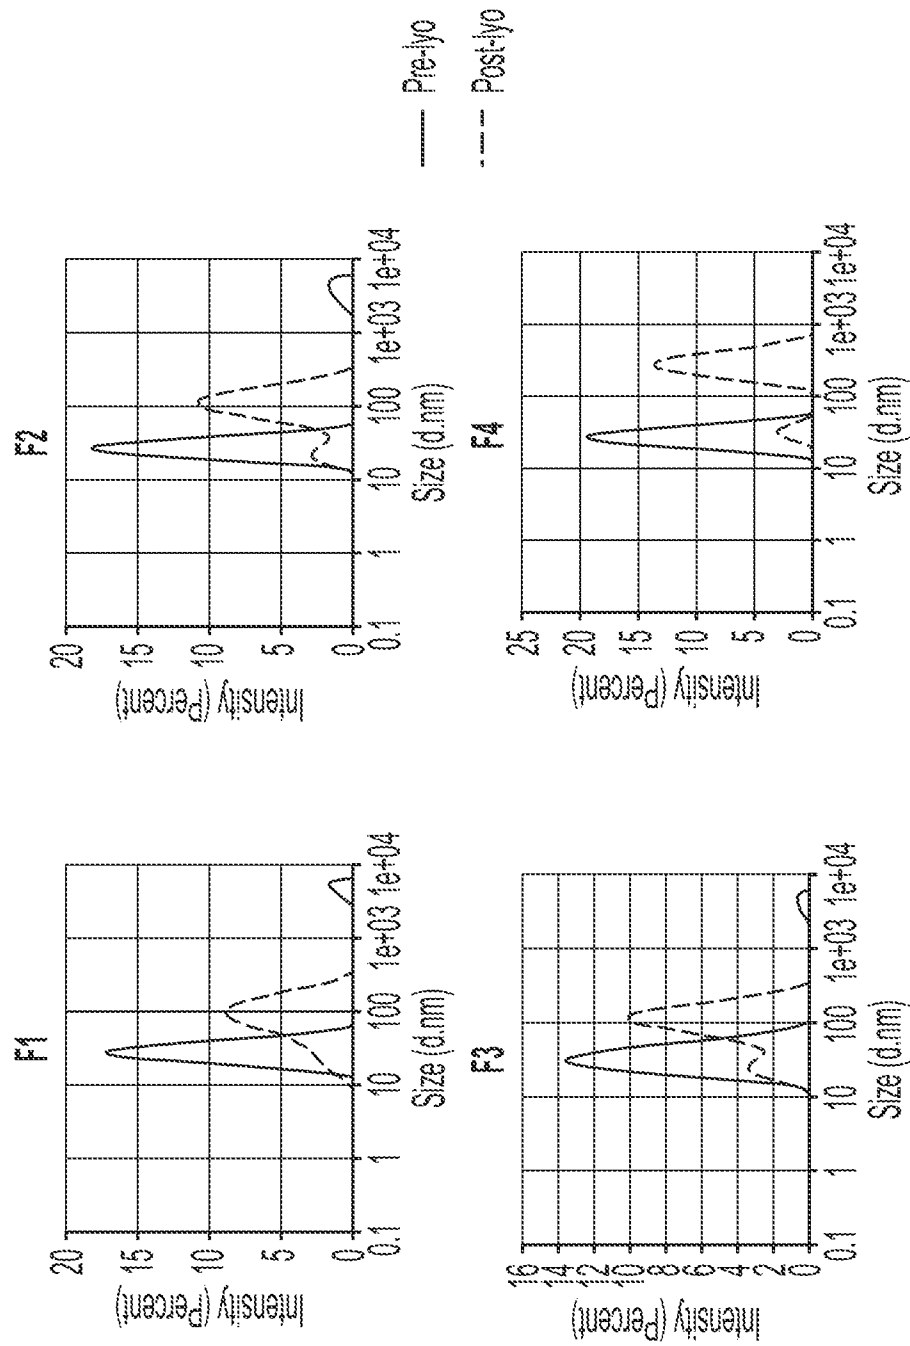 F1
Intensity (Percent)
20
15
10
5
0
0.1 1 10 100 1e+03 1e+04
Size (d.nm)
F2
Intensity (Percent)
20
15
10
5
0
0.1 1 10 100 1e+03 1e+04
Size (d.nm)
F3
Intensity (Percent)
16
14
12
10
8
6
4
2
0
0.1 1 10 100 1e+03 1e+04
Size (d.nm)
F4
Intensity (Percent)
25
20
15
10
5
0
0.1 1 10 100 1e+03 1e+04
Size (d.nm)
Pre-lyo
Post-lyo